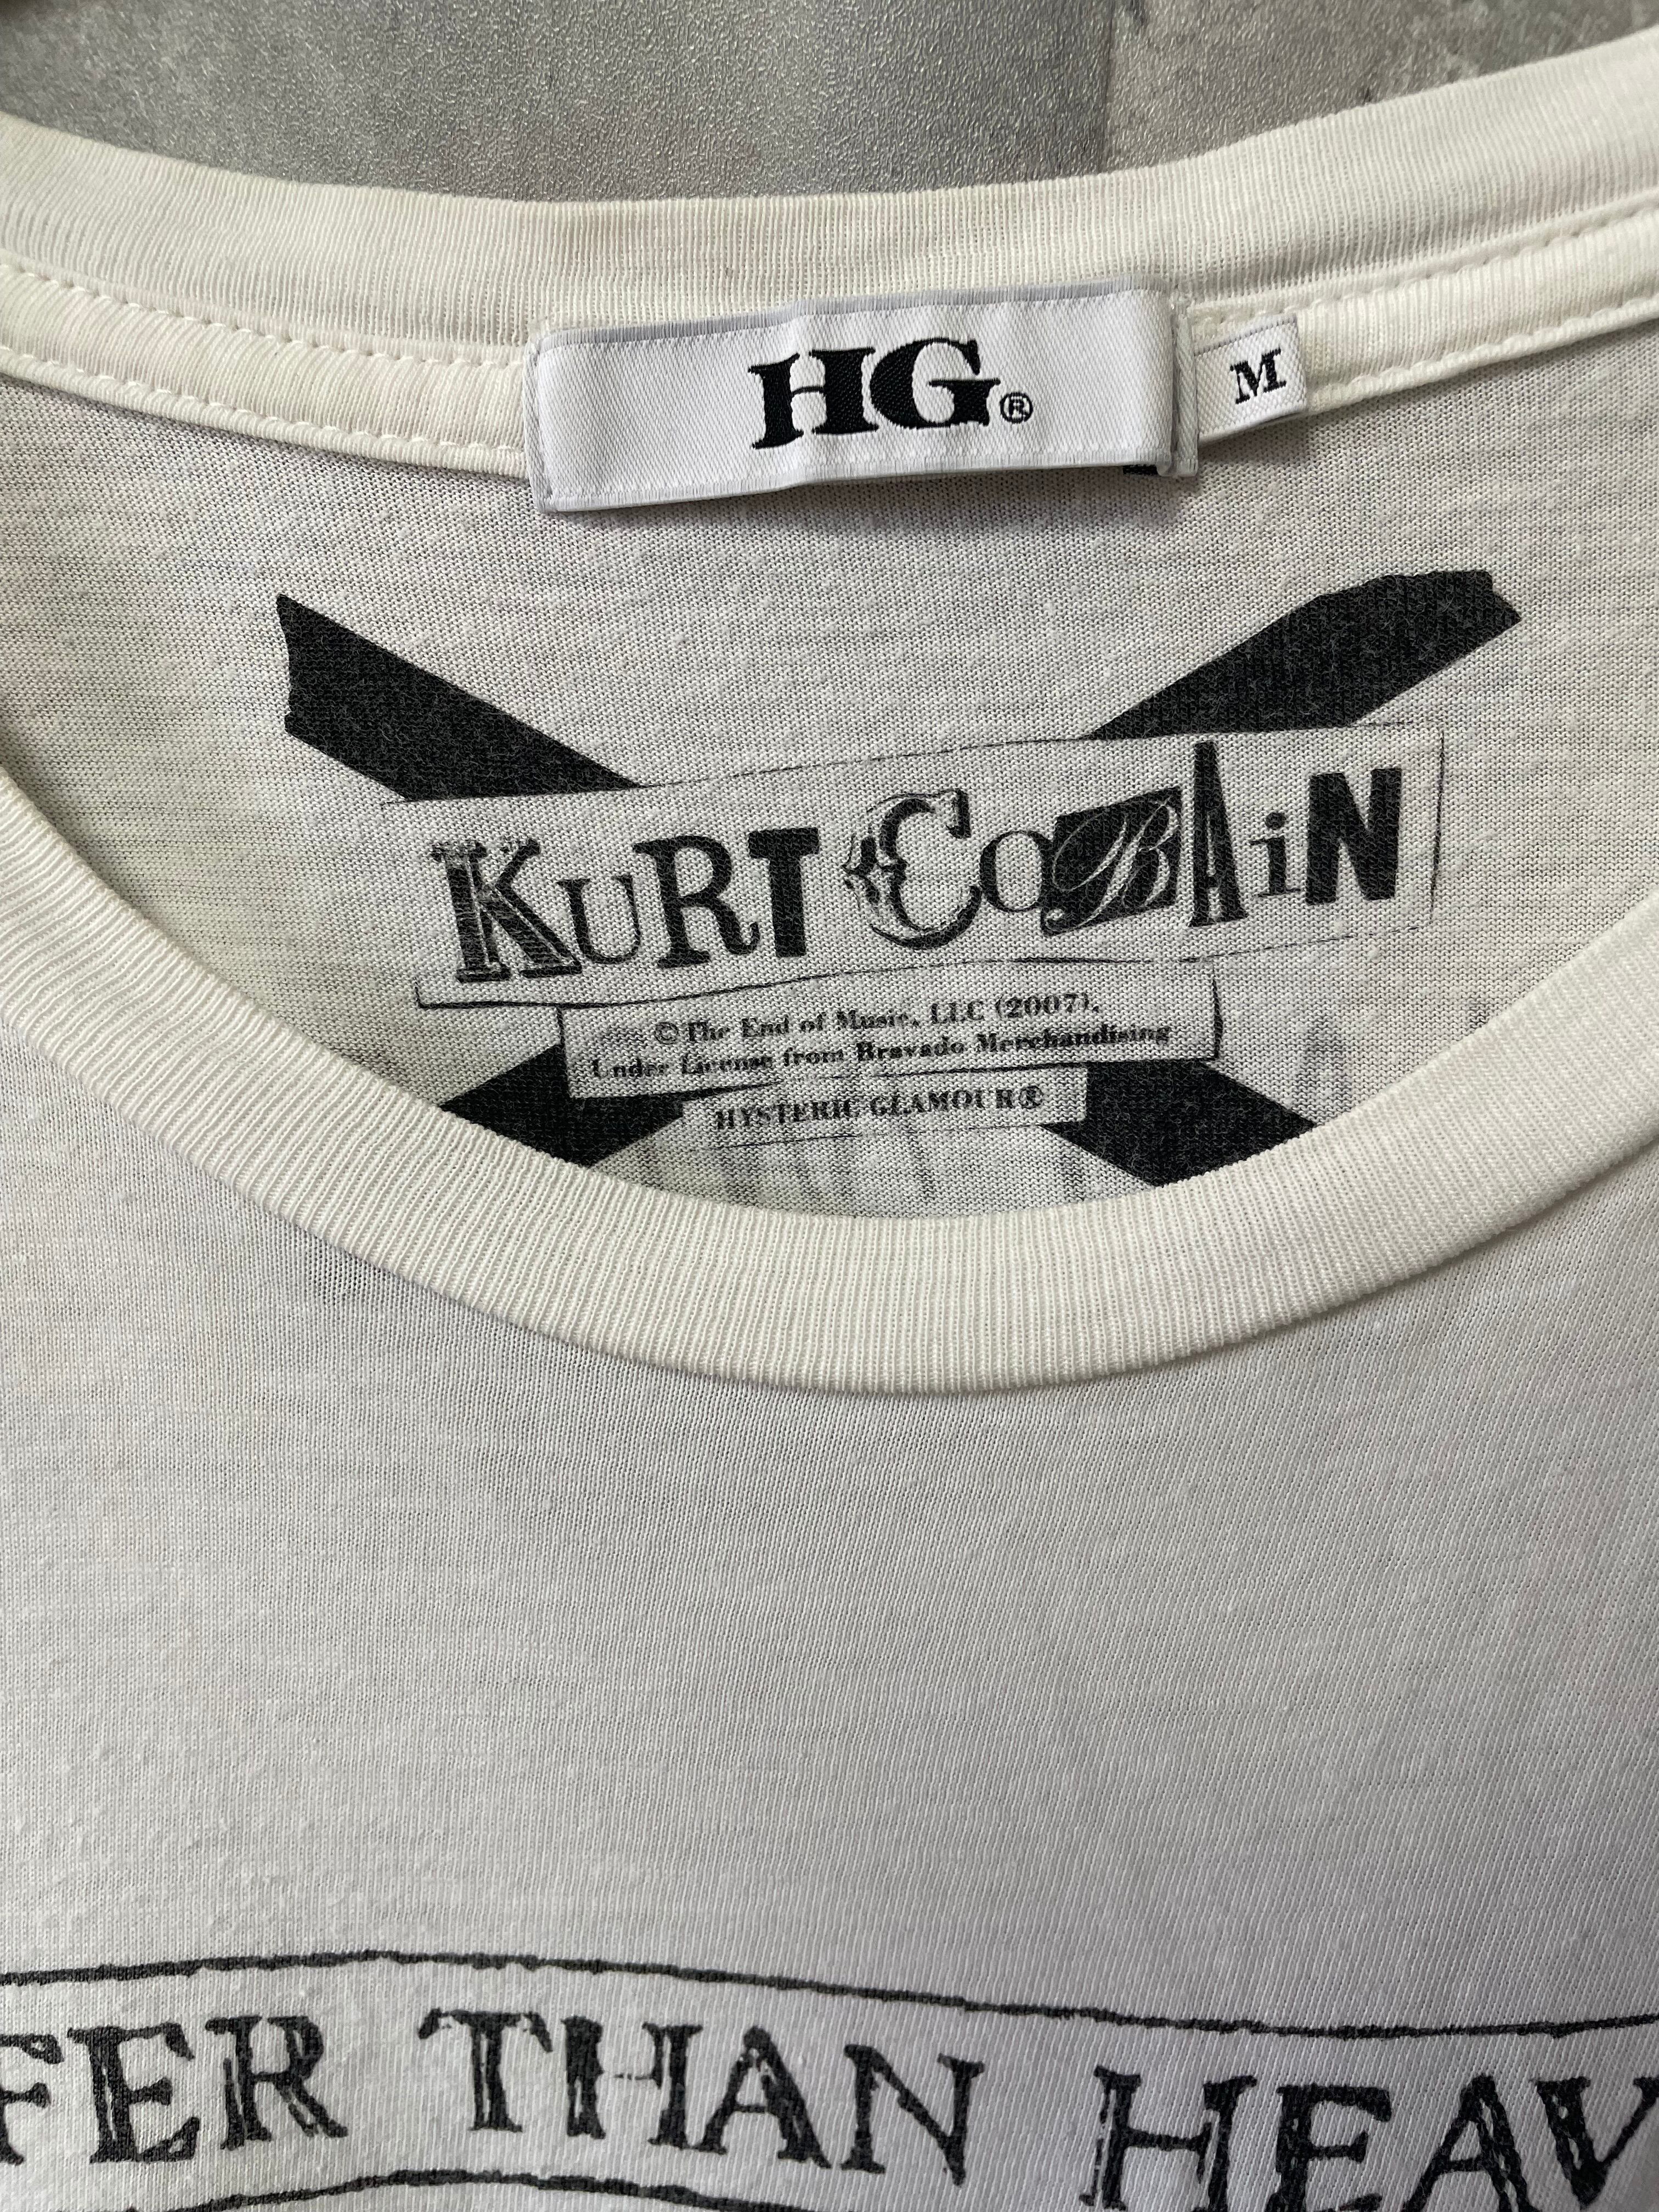 HG®
M
KURT COBAiN
©The End of Music, LLC (2007),
Under License from Bravado Merchandising
HYSTERIC GLAMOUR®
FER THAN HEAV